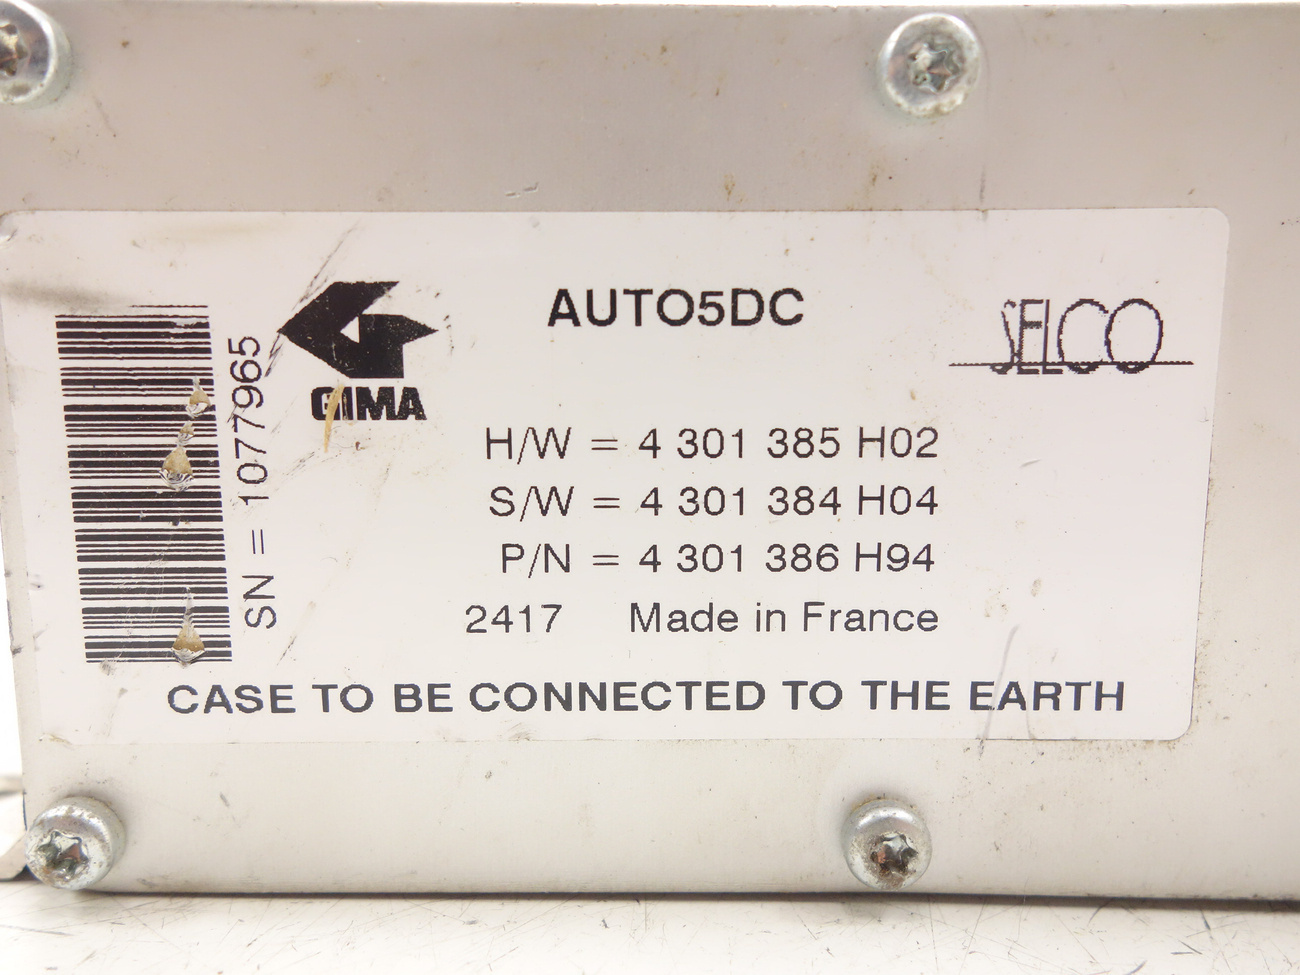 AUTO5DC
SELCO
GIMA
SN = 1077965
H/W = 4 301 385 H02
S/W = 4 301 384 H04
P/N = 4 301 386 H94
2417 Made in France
CASE TO BE CONNECTED TO THE EARTH